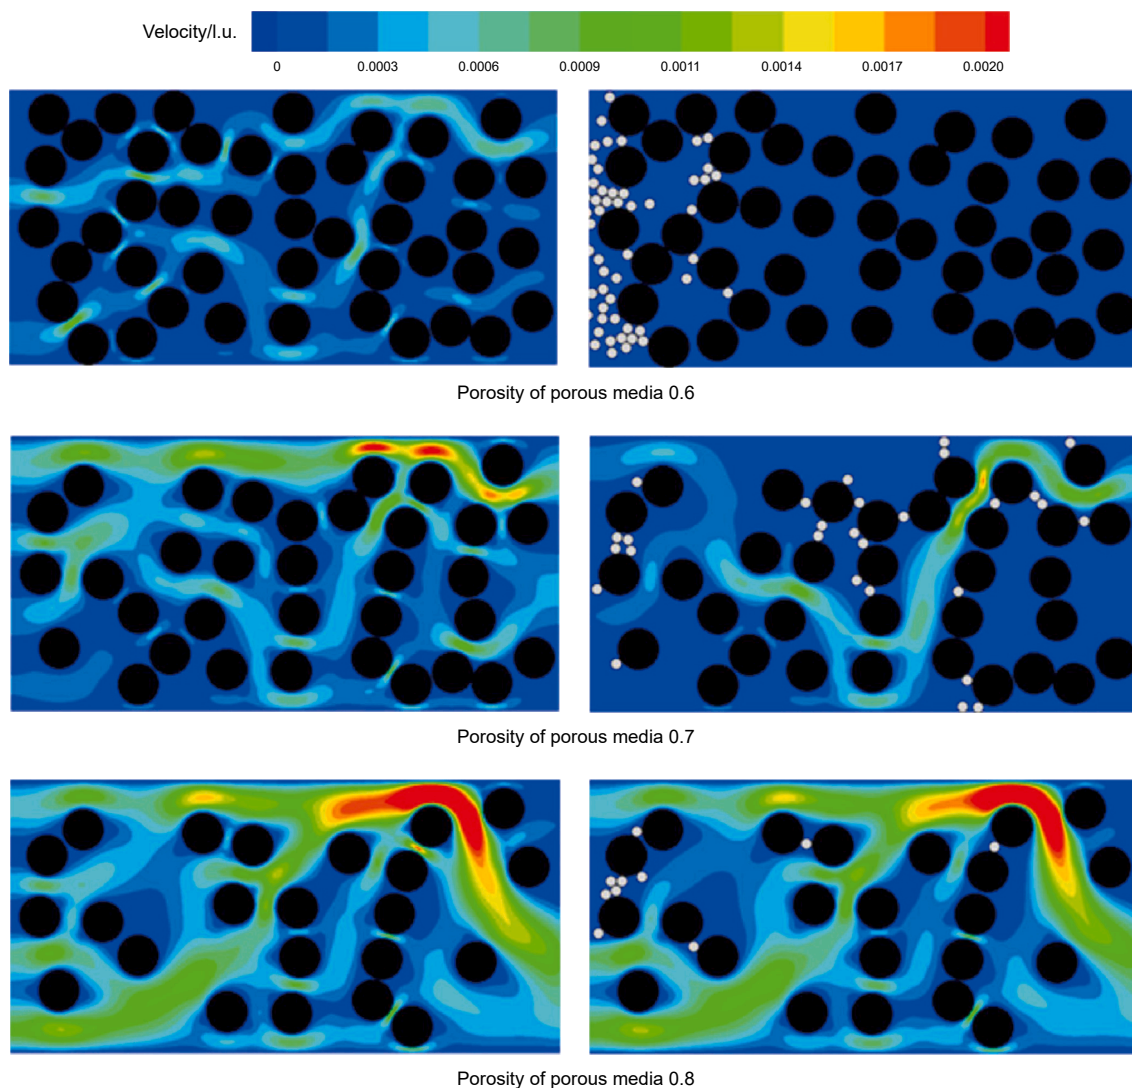 Velocity/l.u.
0 0.0003 0.0006 0.0009 0.0011 0.0014 0.0017 0.0020
Porosity of porous media 0.6
Porosity of porous media 0.7
Porosity of porous media 0.8